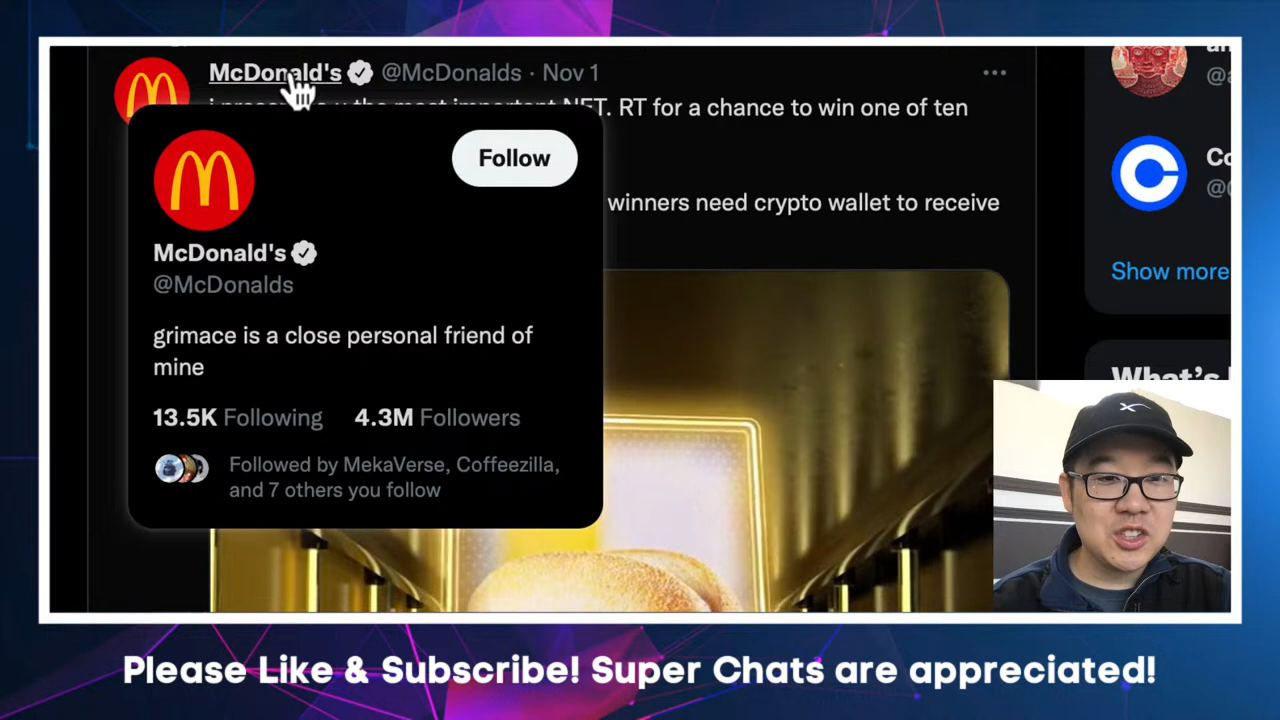 McDonald's @McDonalds · Nov 1
NFT. RT for a chance to win one of ten
Follow
winners need crypto wallet to receive
McDonald's
@McDonalds
Show more
grimace is a close personal friend of
mine
What's
13.5K Following 4.3M Followers
Followed by MekaVerse, Coffeezilla,
and 7 others you follow
Please Like & Subscribe! Super Chats are appreciated!